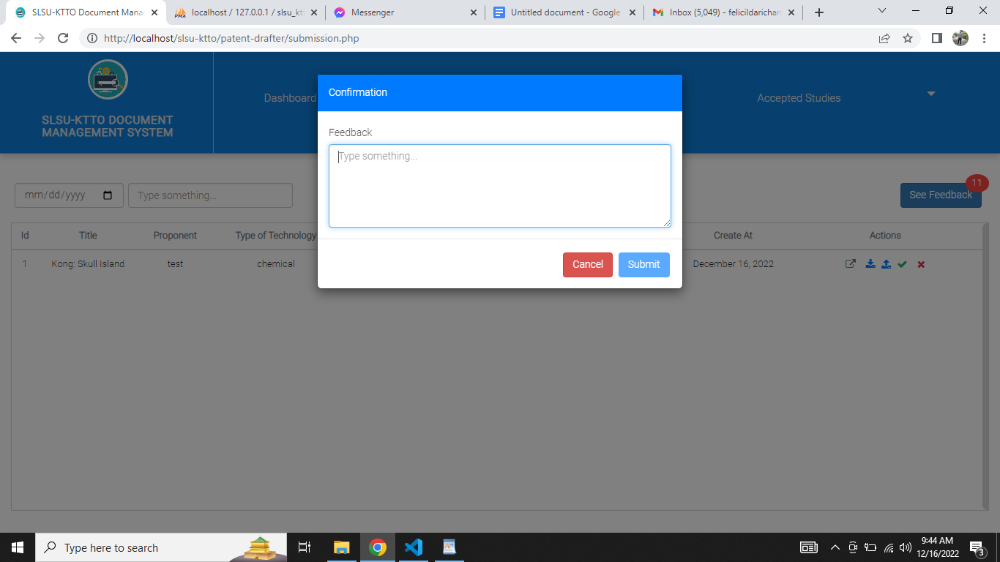 SLSU-KTTO Document Mana
localhost / 127.0.0.1 / slsu_kt
Messenger
Untitled document - Google
Inbox (5,049) - felicildarichar
http://localhost/slsu-ktto/patent-drafter/submission.php
SLSU-KTTO DOCUMENT
MANAGEMENT SYSTEM
Dashboard
Accepted Studies
Confirmation
Feedback
Type something...
Cancel
Submit
mm/dd/yyyy
Type something...
See Feedback
11
Id
Title
Proponent
Type of Technology
Create At
Actions
1
Kong: Skull Island
test
chemical
December 16, 2022
Type here to search
9:44 AM
12/16/2022
3